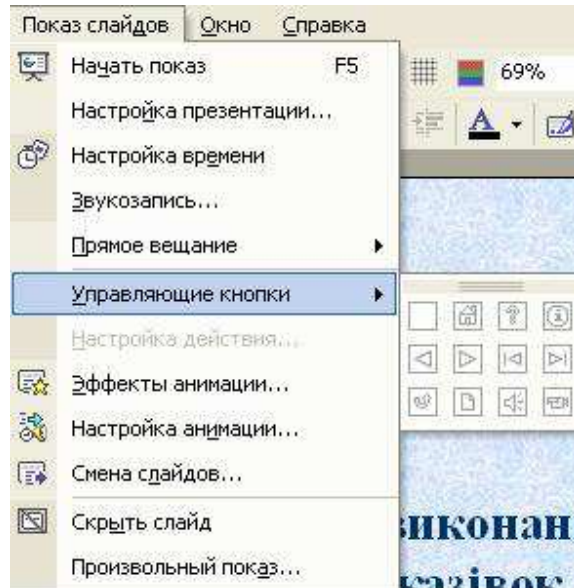 Показ слайдов Окно Справка
Начать показ F5
69%
Настройка презентации...
Настройка времени
Звукозапись...
Прямое вещание
Управляющие кнопки
Настройка действия...
Эффекты анимации...
Настройка анимации...
Смена слайдов...
Скрыть слайд
Произвольный показ...
виконан
казівок